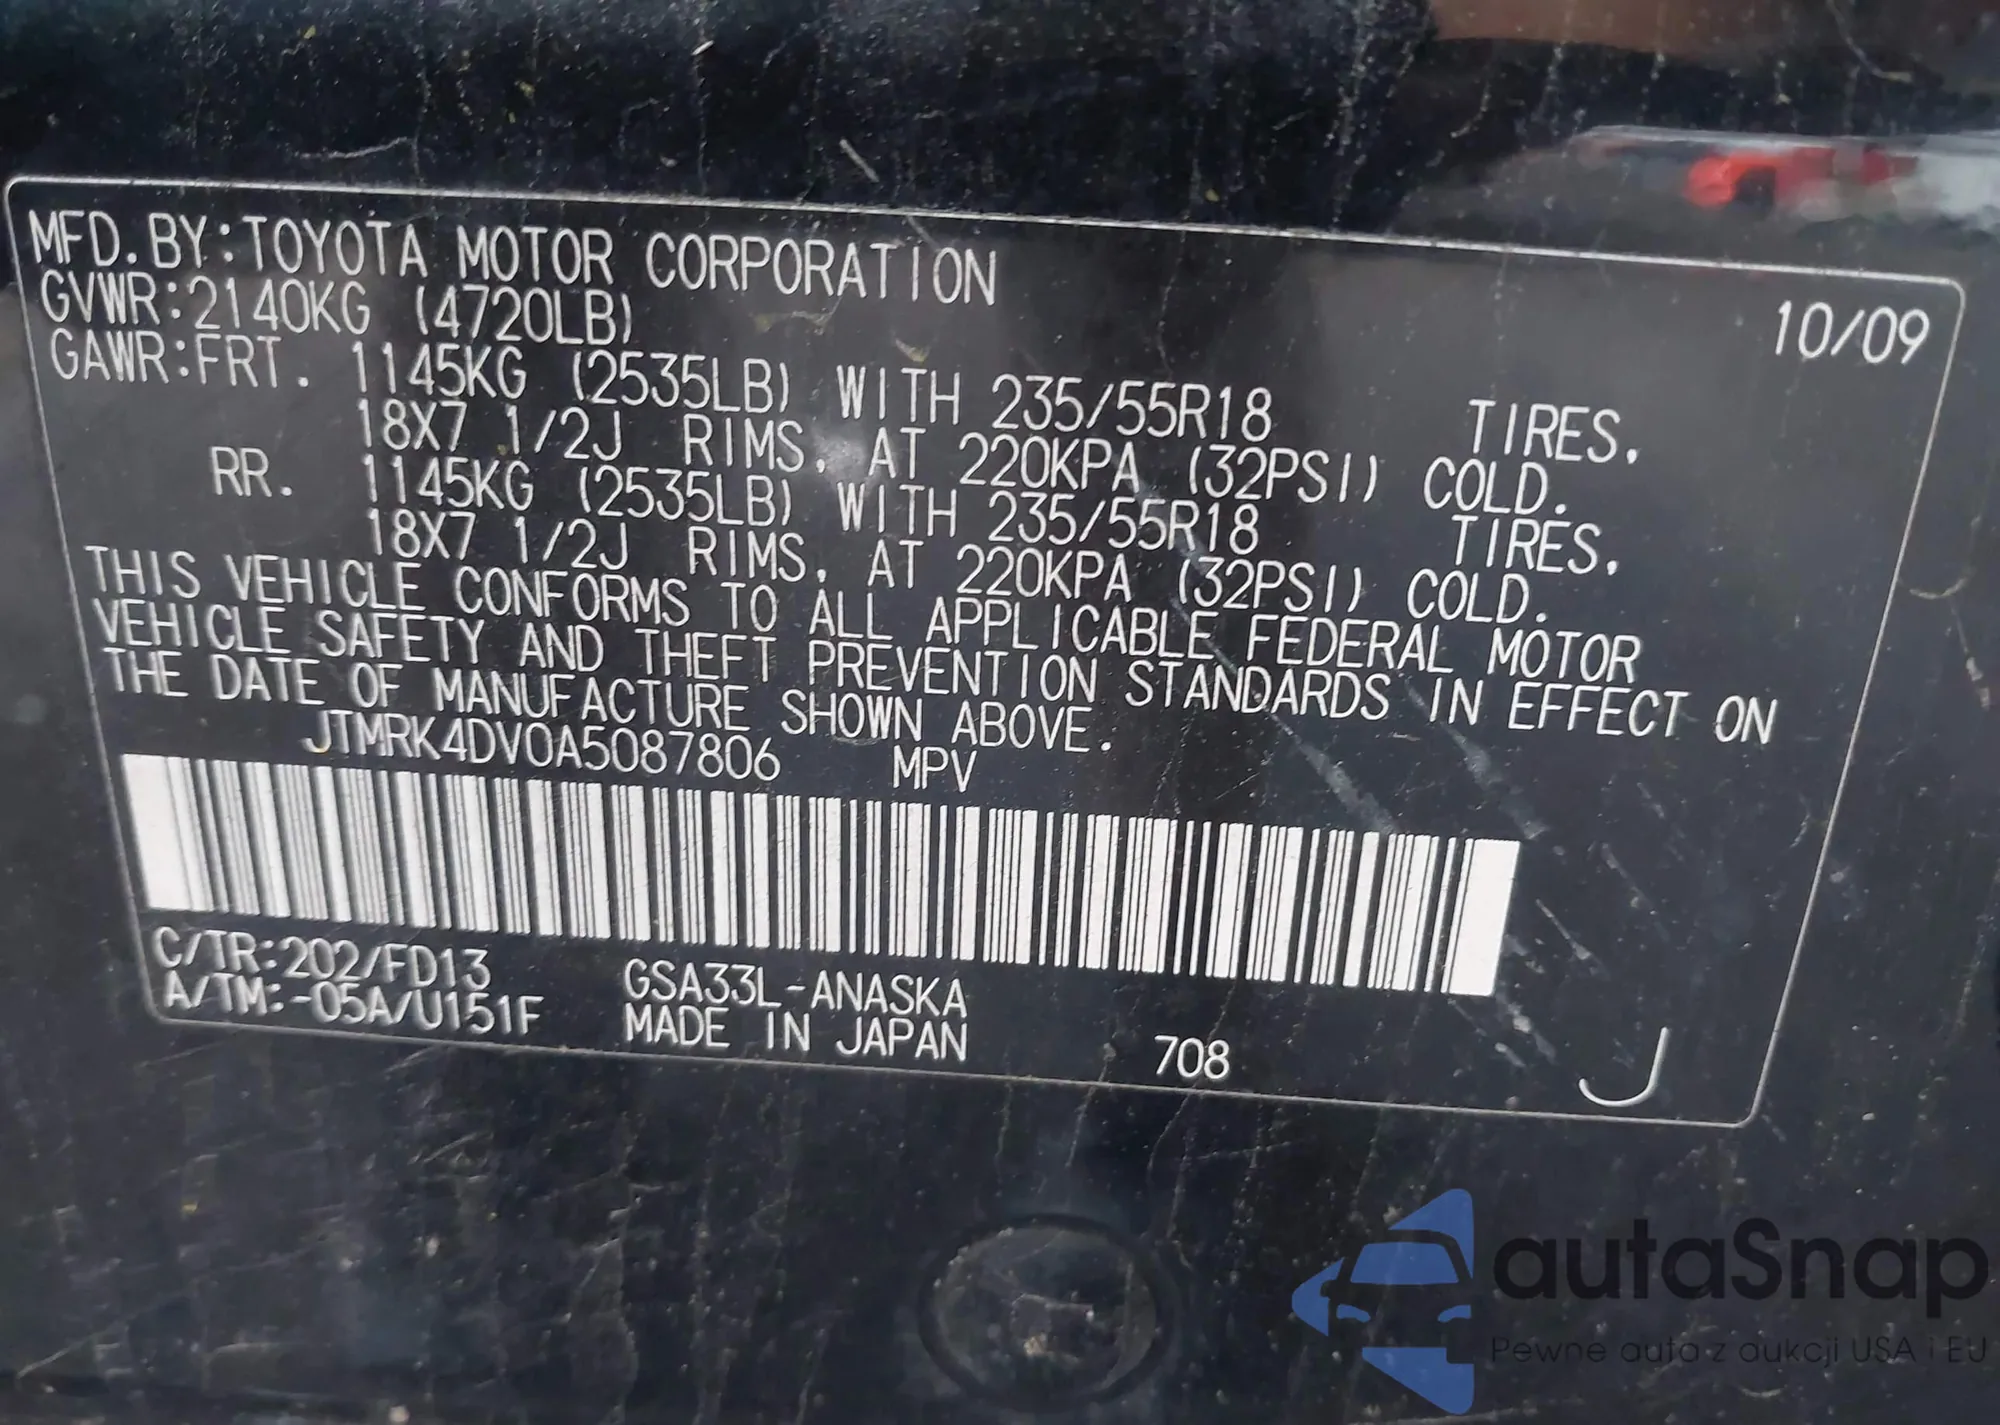 MFD.BY:TOYOTA MOTOR CORPORATION 10/09
GVWR:2140KG (4720LB)
GAWR:FRT. 1145KG (2535LB) WITH 235/55R18 TIRES,
18X7 1/2J RIMS, AT 220KPA (32PSI) COLD.
RR. 1145KG (2535LB) WITH 235/55R18 TIRES,
18X7 1/2J RIMS, AT 220KPA (32PSI) COLD.
THIS VEHICLE CONFORMS TO ALL APPLICABLE FEDERAL MOTOR
VEHICLE SAFETY AND THEFT PREVENTION STANDARDS IN EFFECT ON
THE DATE OF MANUFACTURE SHOWN ABOVE.
JTMRK4DV0A5087806 MPV
C/TR:202/FD13 GSA33L-ANASKA
A/TM:-05A/U151F MADE IN JAPAN 708 J
autaSnap
Pewne auta z aukcji USA i EU